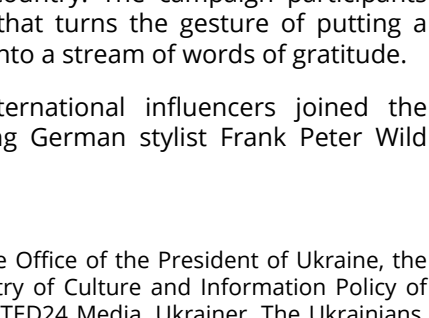 country. The campaign participants
that turns the gesture of putting a
into a stream of words of gratitude.
ternational influencers joined the
ng German stylist Frank Peter Wild
e Office of the President of Ukraine, the
try of Culture and Information Policy of
TED24 Media, Ukrainer, The Ukrainians,